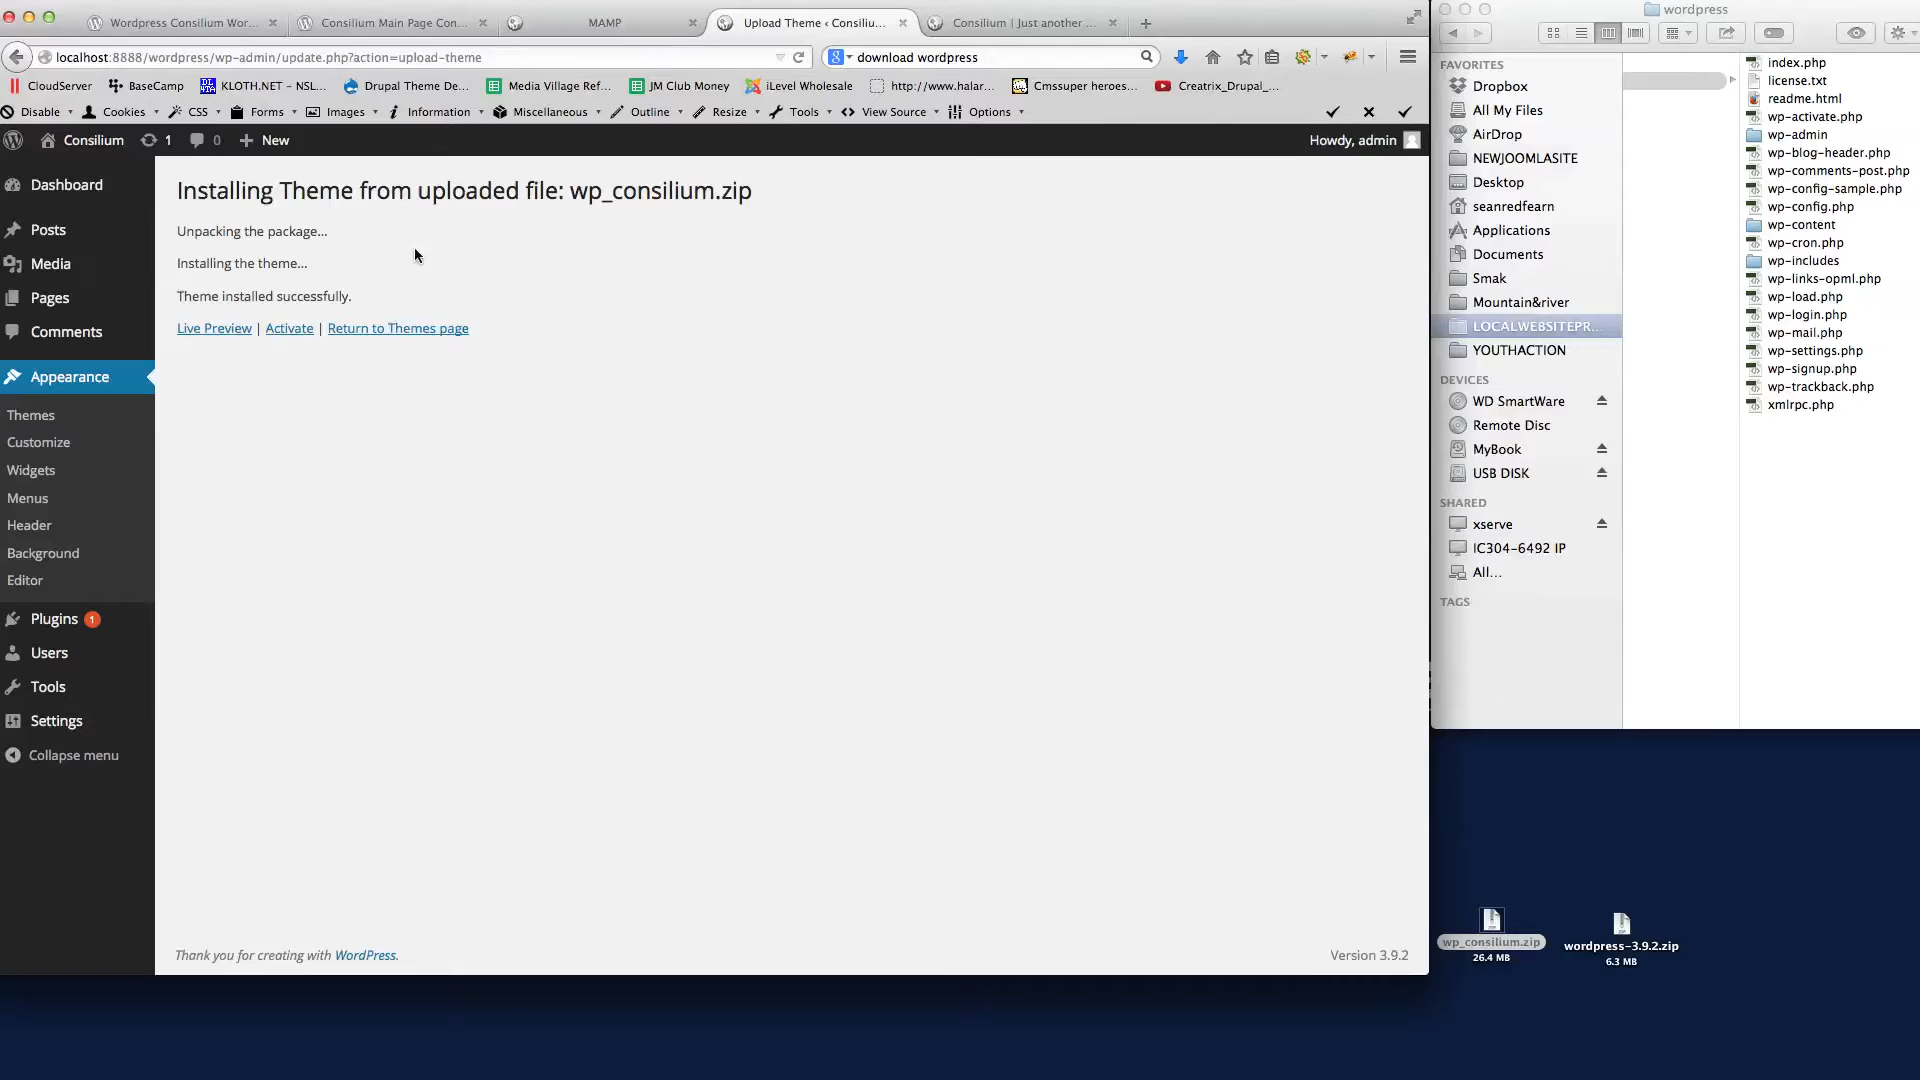 Wordpress Consilium Wor...
Consilium Main Page Con...
MAMP
Upload Theme ‹ Consiliu...
Consilium | Just another ...
localhost:8888/wordpress/wp-admin/update.php?action=upload-theme
download wordpress
CloudServer
BaseCamp
KLOTH.NET - NSL...
Drupal Theme De...
Media Village Ref...
JM Club Money
iLevel Wholesale
http://www.halar...
Cmssuper heroes...
Creatrix_Drupal_...
Disable
Cookies
CSS
Forms
Images
Information
Miscellaneous
Outline
Resize
Tools
View Source
Options
Consilium
1
0
New
Howdy, admin
Dashboard
Posts
Media
Pages
Comments
Appearance
Themes
Customize
Widgets
Menus
Header
Background
Editor
Plugins 1
Users
Tools
Settings
Collapse menu
Installing Theme from uploaded file: wp_consilium.zip
Unpacking the package...
Installing the theme...
Theme installed successfully.
Live Preview | Activate | Return to Themes page
Thank you for creating with WordPress.
Version 3.9.2
wordpress
FAVORITES
Dropbox
All My Files
AirDrop
NEWJOOMLASITE
Desktop
seanredfearn
Applications
Documents
Smak
Mountain&river
LOCALWEBSITEPR...
YOUTHACTION
DEVICES
WD SmartWare
Remote Disc
MyBook
USB DISK
SHARED
xserve
IC304-6492 IP
All...
TAGS
index.php
license.txt
readme.html
wp-activate.php
wp-admin
wp-blog-header.php
wp-comments-post.php
wp-config-sample.php
wp-config.php
wp-content
wp-cron.php
wp-includes
wp-links-opml.php
wp-load.php
wp-login.php
wp-mail.php
wp-settings.php
wp-signup.php
wp-trackback.php
xmlrpc.php
wp_consilium.zip
26.4 MB
wordpress-3.9.2.zip
6.3 MB